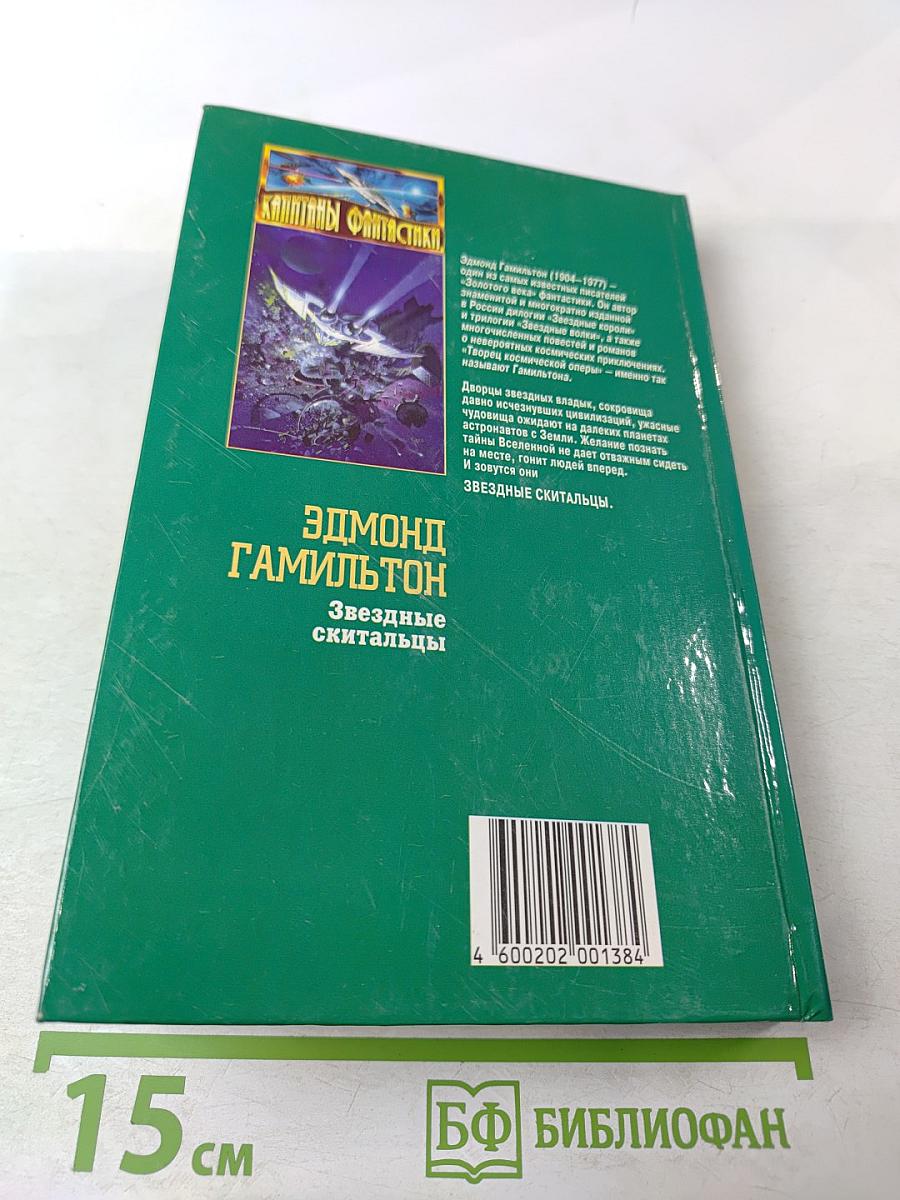 КАПИТАНЫ ФАНТАСТИКИ
Эдмонд Гамильтон (1904–1977) –
один из самых известных писателей
«Золотого века» фантастики. Он автор
знаменитой и многократно изданной
в России дилогии «Звездные короли»
и трилогии «Звездные волки», а также
многочисленных повестей и романов
о невероятных космических приключениях.
«Творец космической оперы» – именно так
называют Гамильтона.
Дворцы звездных владык, сокровища
давно исчезнувших цивилизаций, ужасные
чудовища ожидают на далеких планетах
астронавтов с Земли. Желание познать
тайны Вселенной не дает отважным сидеть
на месте, гонит людей вперед.
И зовутся они
ЗВЕЗДНЫЕ СКИТАЛЬЦЫ.
ЭДМОНД
ГАМИЛЬТОН
Звездные
скитальцы
4 600202 001384
15 см
БФ БИБЛИОФАН